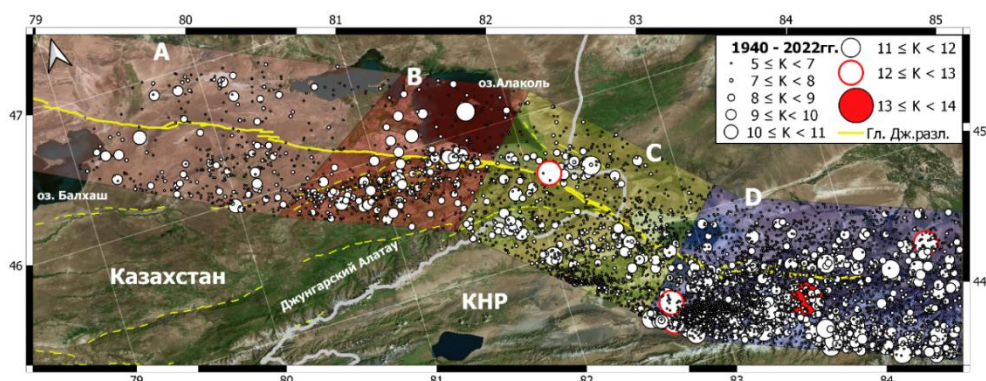 79 80 81 82 83 84 85
A
B
оз.Алаколь
47
45
C
оз. Балхаш
D
46
Джунгарский Алатау
Казахстан
КНР
44
79 80 81 82 83 84
1940 - 2022гг.
5 ≤ K < 7
7 ≤ K < 8
8 ≤ K < 9
9 ≤ K< 10
10 ≤ K < 11
11 ≤ K < 12
12 ≤ K < 13
13 ≤ K < 14
Гл. Дж.разл.